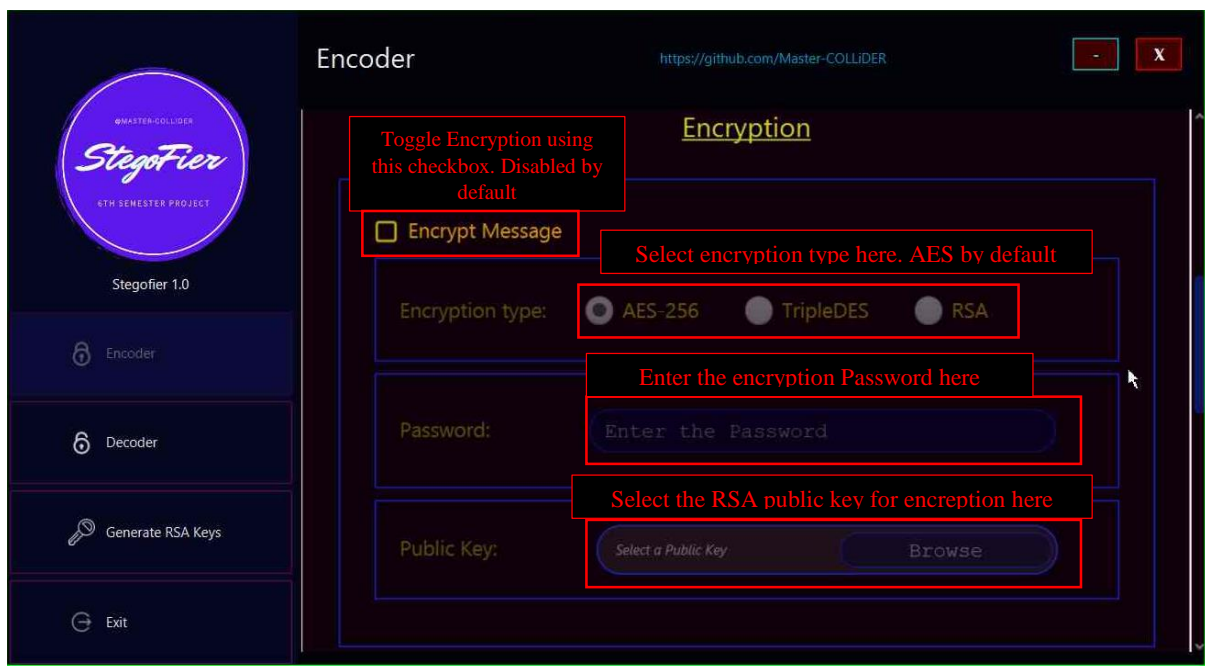 Encoder
https://github.com/Master-COLLiDER
-
X
@MASTER-COLLIDER
StegoFier
6TH SEMESTER PROJECT
Stegofier 1.0
Encoder
Decoder
Generate RSA Keys
Exit
Encryption
Toggle Encryption using
this checkbox. Disabled by
default
Encrypt Message
Select encryption type here. AES by default
Encryption type:
AES-256
TripleDES
RSA
Enter the encryption Password here
Password:
Enter the Password
Select the RSA public key for encreption here
Public Key:
Select a Public Key
Browse